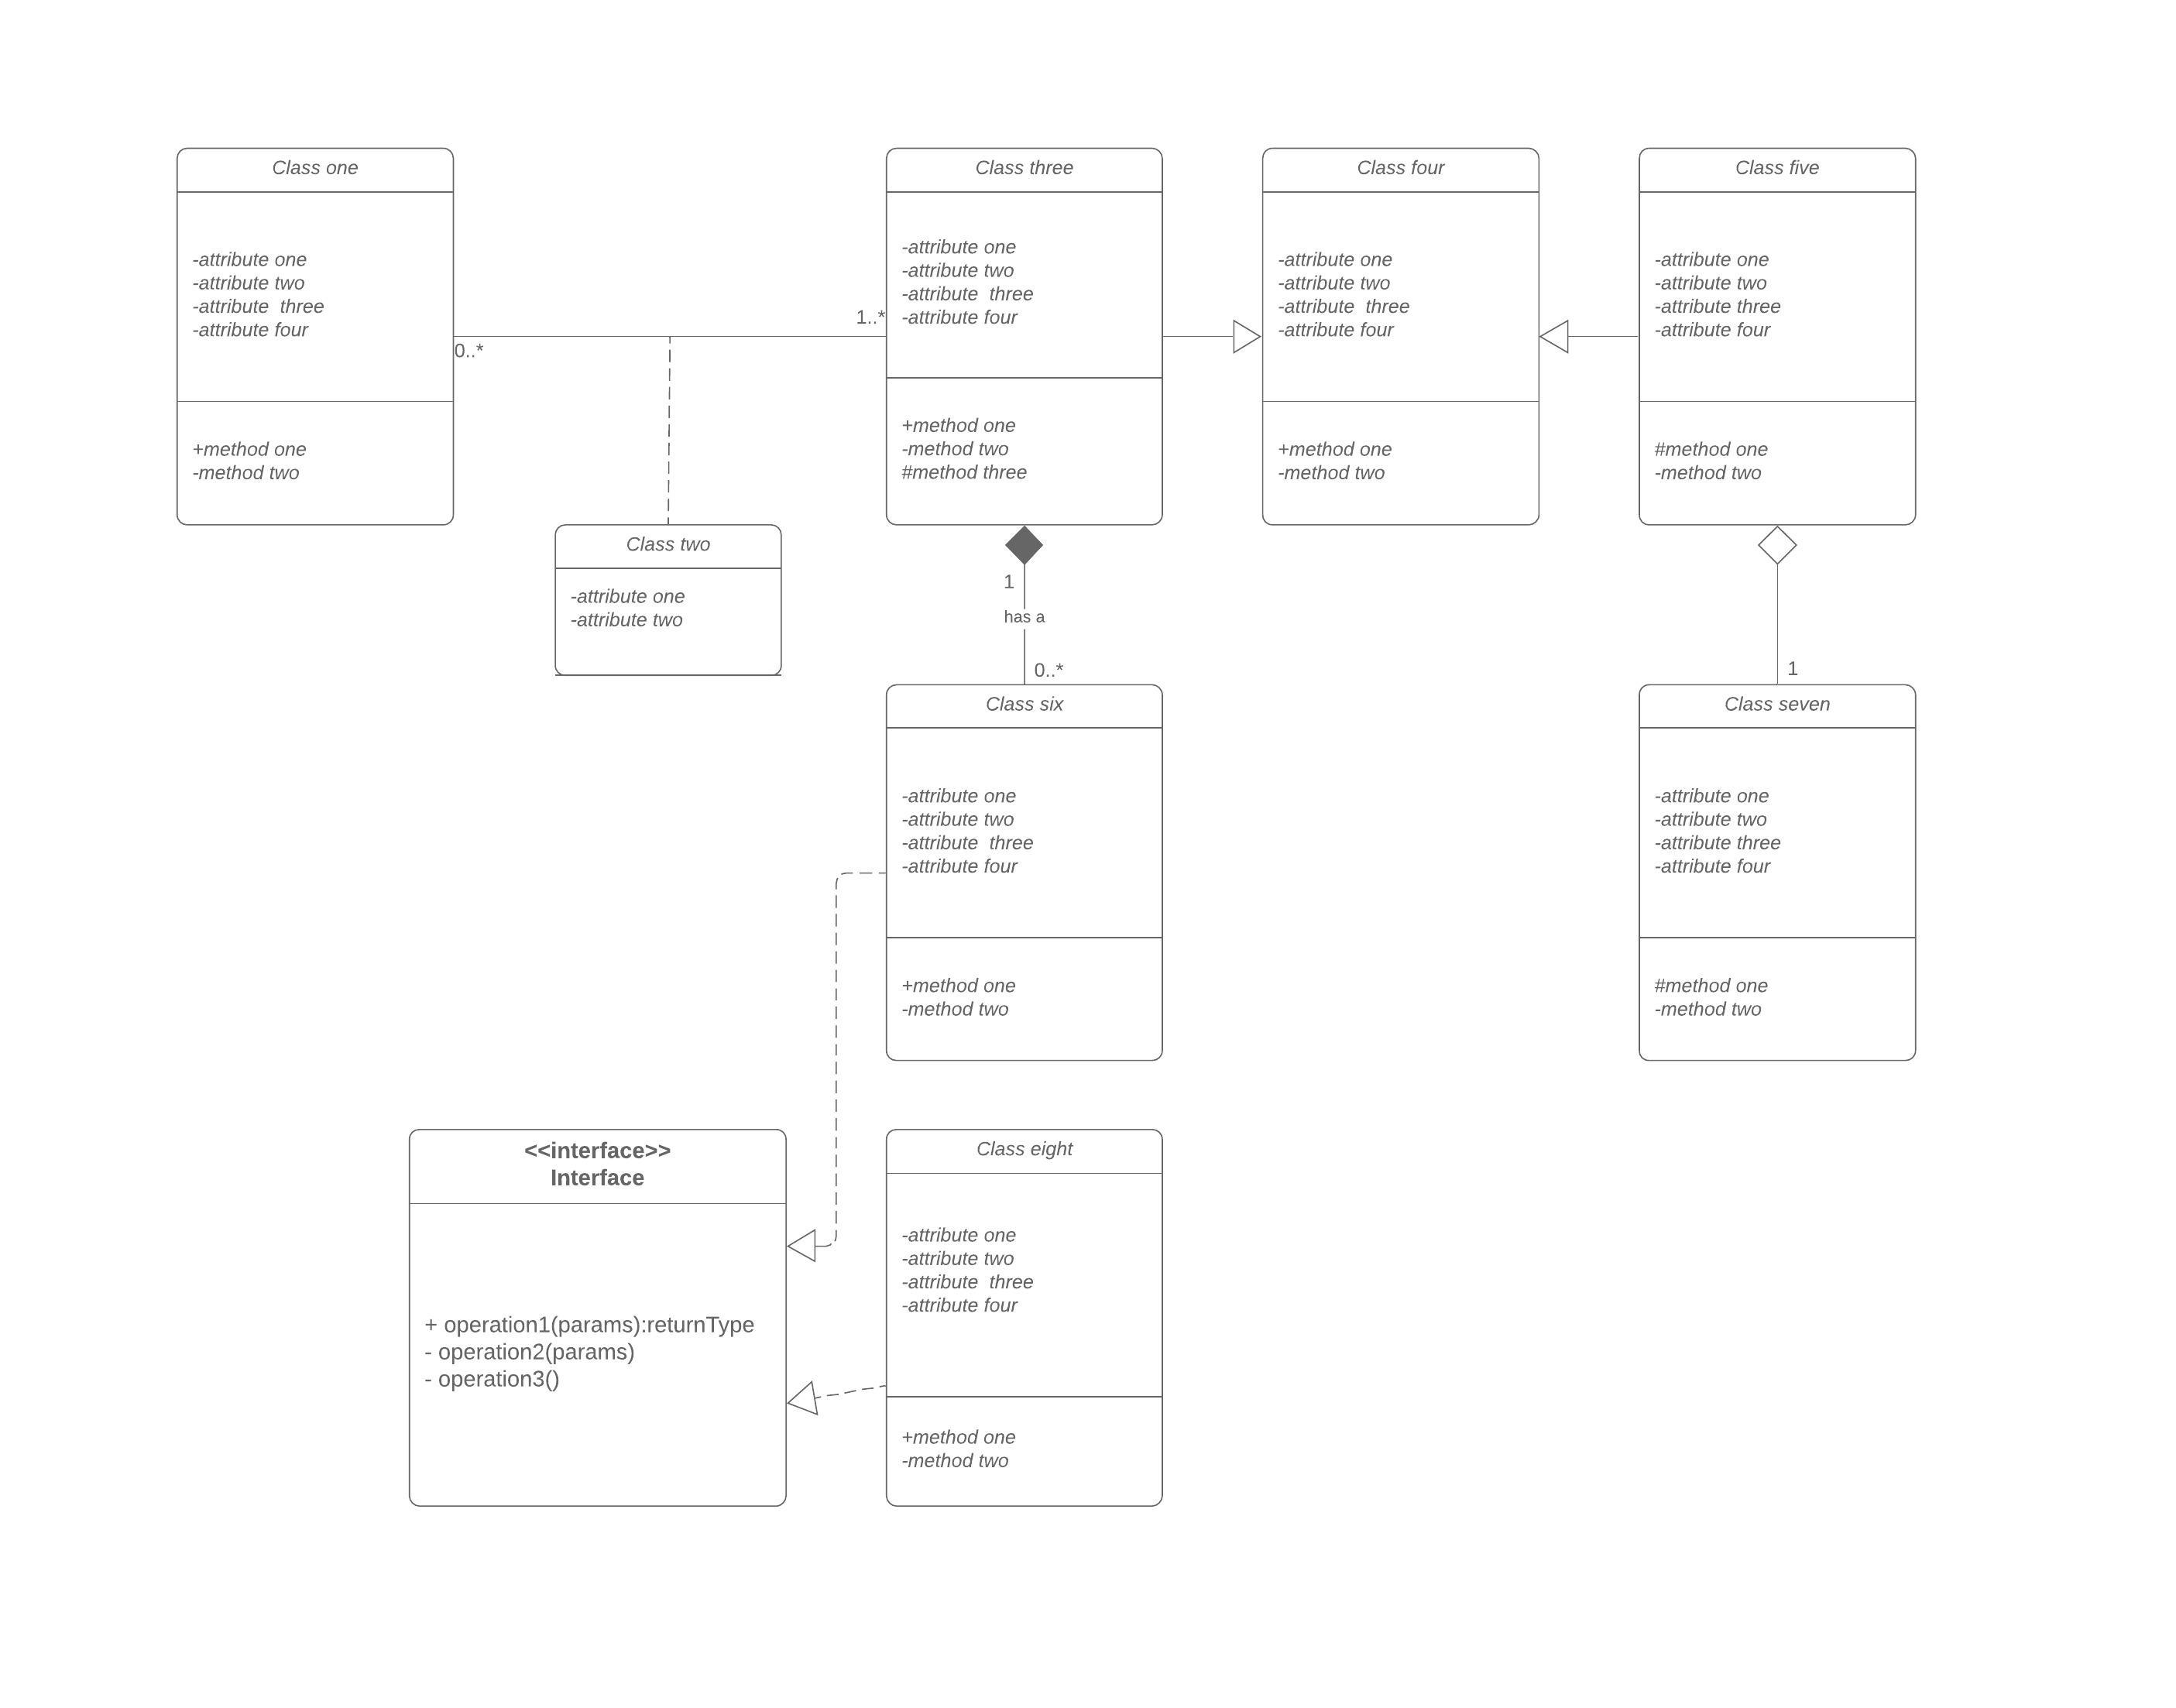 Class one
-attribute one
-attribute two
-attribute  three
-attribute four
+method one
-method two
0..*
1..*
Class two
-attribute one
-attribute two
Class three
-attribute one
-attribute two
-attribute  three
-attribute four
+method one
-method two
#method three
Class four
-attribute one
-attribute two
-attribute  three
-attribute four
+method one
-method two
Class five
-attribute one
-attribute two
-attribute three
-attribute four
#method one
-method two
1
has a
0..*
1
Class six
-attribute one
-attribute two
-attribute  three
-attribute four
+method one
-method two
Class seven
-attribute one
-attribute two
-attribute three
-attribute four
#method one
-method two
<<interface>>
Interface
+ operation1(params):returnType
- operation2(params)
- operation3()
Class eight
-attribute one
-attribute two
-attribute  three
-attribute four
+method one
-method two